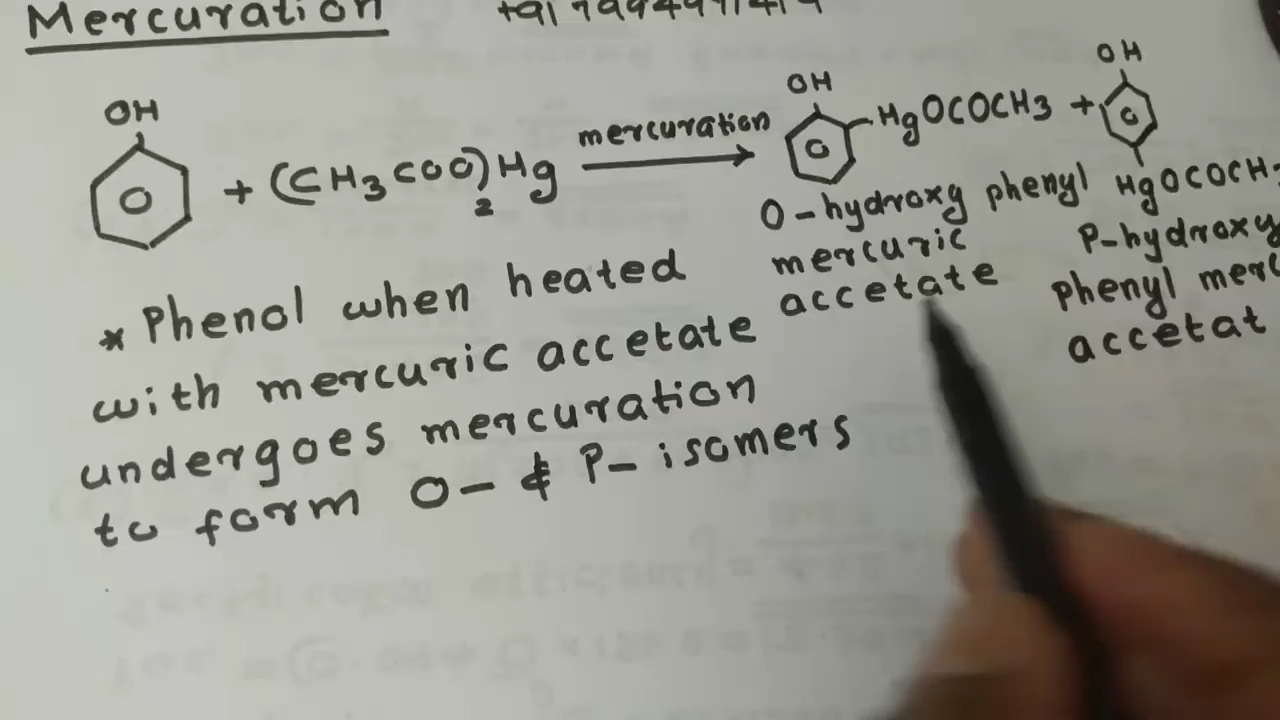 Mercuration
OH
+ (CH3COO)2Hg
mercuration
OH
HgOCOCH3 +
OH
HgOCOCH
O-hydroxy phenyl
mercuric
accetate
P-hydroxy
phenyl merc
accetat
* Phenol when heated
with mercuric accetate
undergoes mercuration
to form O- & P- isomers